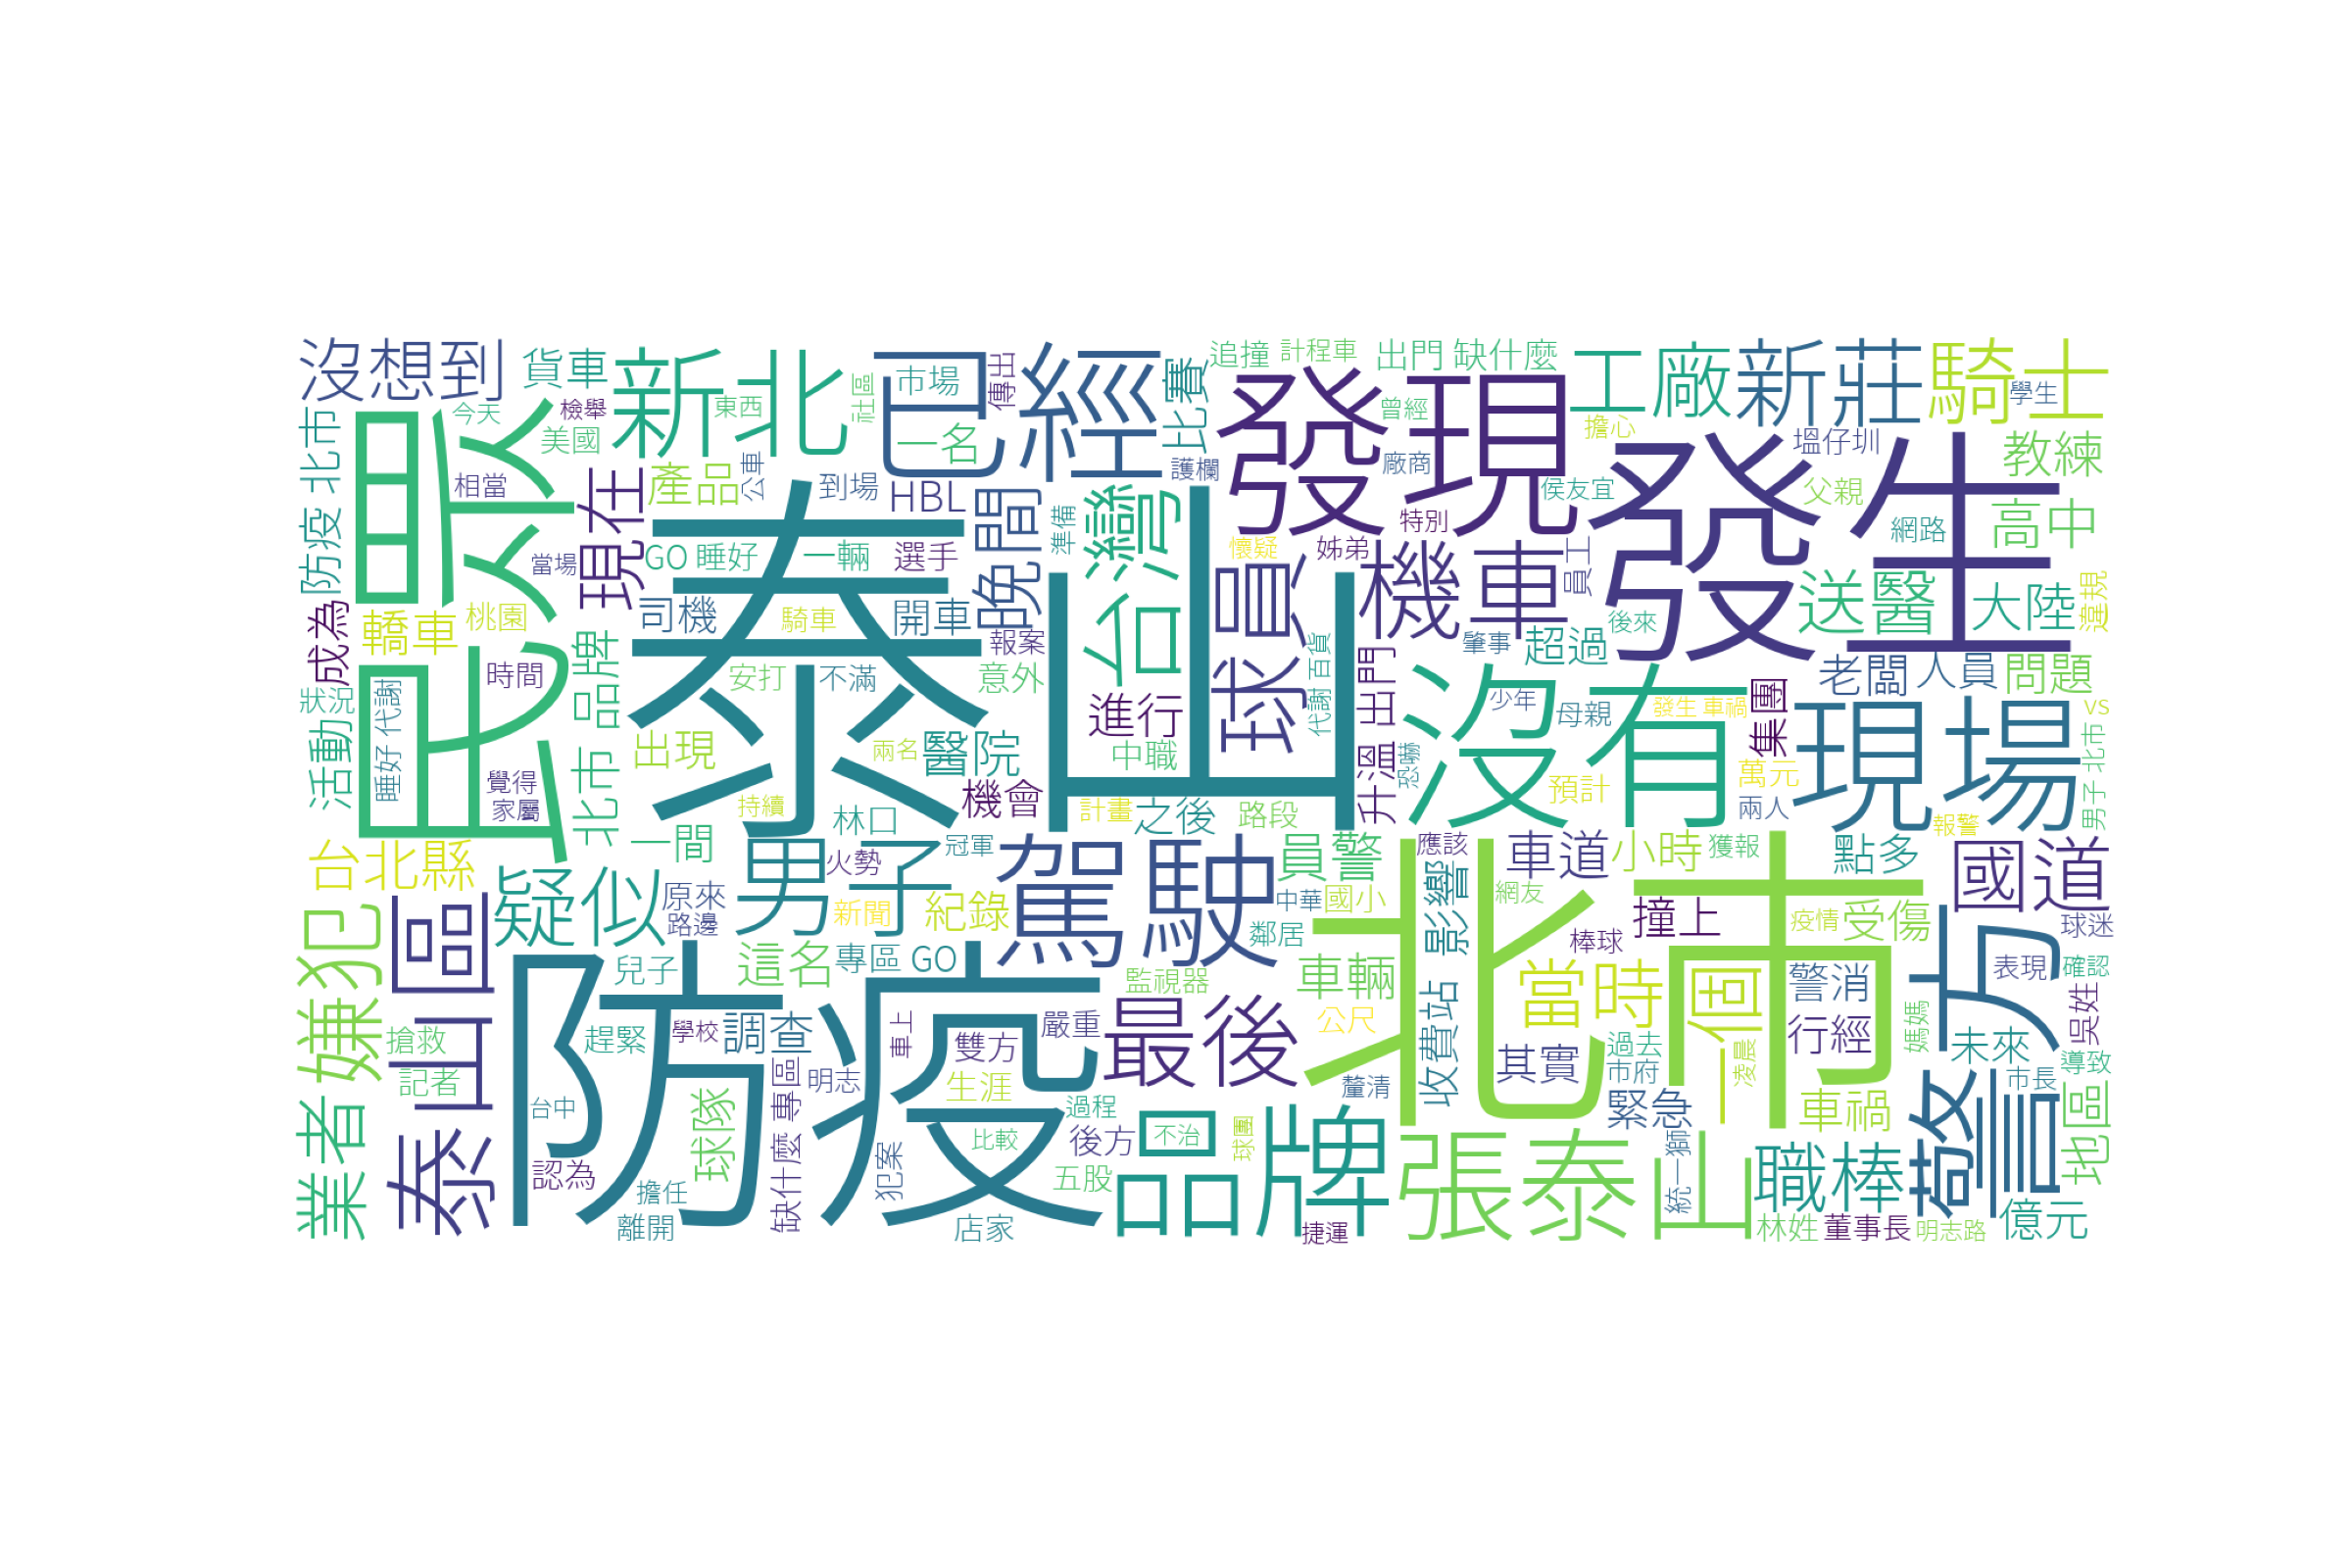 沒想到
貨車
新北
已經
傳出
市場
比賽
追撞
計程車
出門 缺什麼
工廠
新莊
騎士
學生
今天
檢舉
美國
東西
社區
一名
護欄
發現
曾經
擔心
塭仔圳
教練
防疫 北市
民眾
相當
現在
產品
公車
到場
HBL
晚間
準備
台灣
廠商
特別
侯友宜
發生
父親
網路
高中
當場
GO 睡好
一輛
選手
懷疑
姊弟
機車
員工
送醫
大陸
違規
成為
轎車
桃園
司機
騎車
開車
報案
泰山
球員
肇事
後來
超過
狀況
睡好 代謝
時間
北市 品牌
安打
不滿
意外
進行
代謝 百貨
升溫 出門
沒有
少年
母親
發生 車禍
集團
老闆
人員
問題
vs
活動
覺得
家屬
出現
兩名
醫院
中職
恐嚇
預計
萬元
現場
男子 北市
持續
機會
計畫
之後
路段
兩人
報警
台北縣
一間
林口
火勢
冠軍
男子
駕駛
員警
應該
車道
小時
獲報
點多
國道
泰山區
疑似
原來
路邊
新聞
紀錄
鄰居
中華
國小
影響
網友
棒球
撞上
疫情
受傷
球迷
嫌犯
防疫
兒子
這名
專區 GO
監視器
車輛
北市
當時
一個
警消
警方
表現
確認
搶救
趕緊
學校
調查
車上
雙方
嚴重
最後
公尺
收費站
其實
過去
市府
凌晨
行經
未來
吳姓
媽媽
記者
業者
台中
球隊
缺什麼 專區
明志
生涯
過程
釐清
緊急
車禍
市長
導致
地區
認為
擔任
離開
犯案
比較
店家
後方
五股
不治
球團
品牌
捷運
張泰山
統一獅
職棒
林姓
董事長
明志路
億元